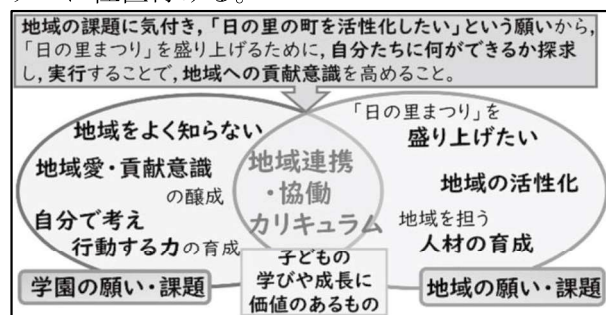 地域の課題に気付き,「日の里の町を活性化したい」という願いから,
「日の里まつり」を盛り上げるために,自分たちに何ができるか探求
し,実行することで,地域への貢献意識を高めること。
地域をよく知らない
地域愛・貢献意識
の醸成
自分で考え
行動する力の育成
学園の願い・課題
地域連携
・協働
カリキュラム
子どもの
学びや成長に
価値のあるもの
「日の里まつり」を
盛り上げたい
地域の活性化
地域を担う
人材の育成
地域の願い・課題